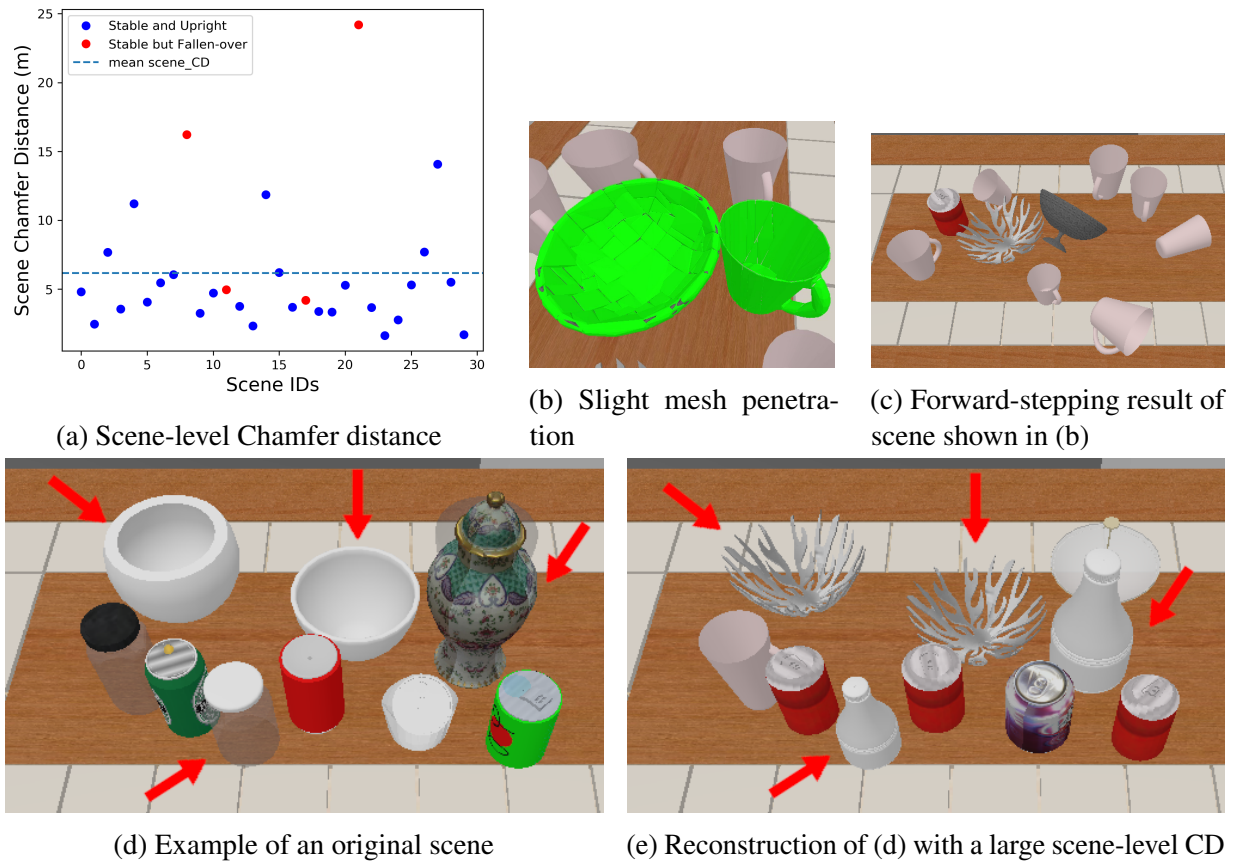 25
20
15
10
5
Scene Chamfer Distance (m)
Stable and Upright
Stable but Fallen-over
mean scene_CD
0 5 10 15 20 25 30
Scene IDs
(a) Scene-level Chamfer distance
(b) Slight mesh penetra-
tion
(c) Forward-stepping result of
scene shown in (b)
(d) Example of an original scene
(e) Reconstruction of (d) with a large scene-level CD